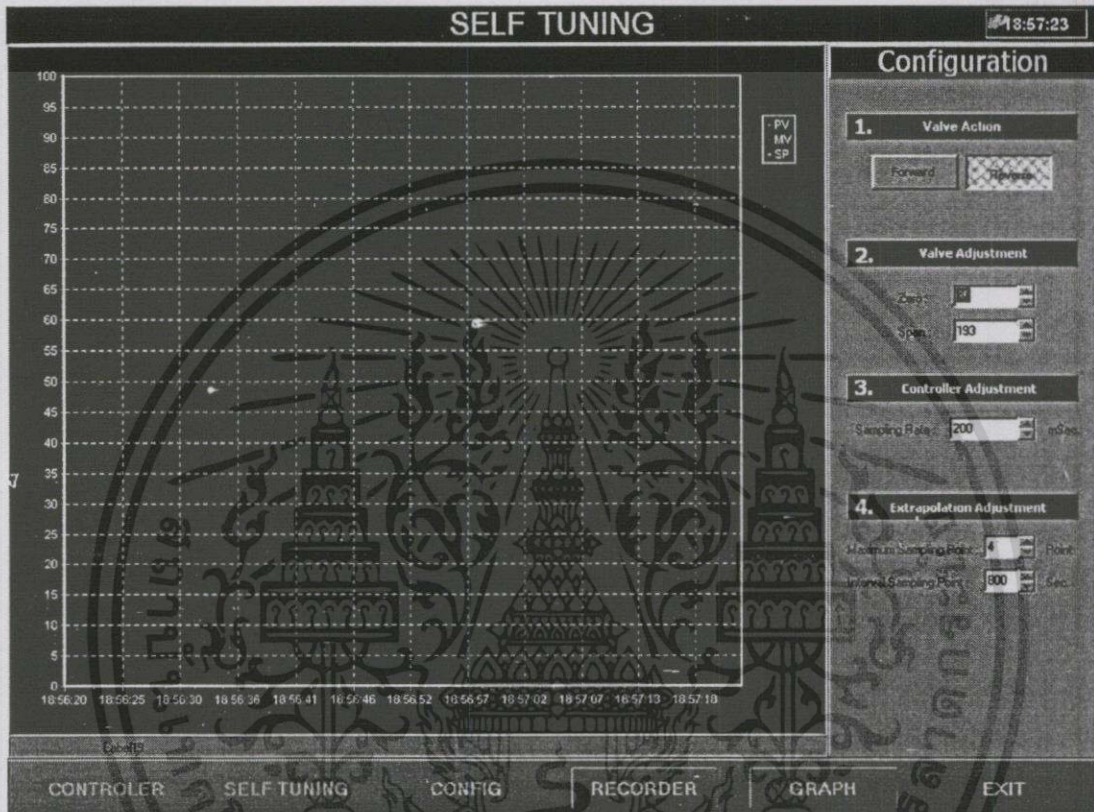 SELF TUNING
18:57:23
100
95
90
85
80
75
70
65
60
55
50
45
40
35
30
25
20
15
10
5
0
18:56:20 18:56:25 18:56:30 18:56:36 18:56:41 18:56:46 18:56:52 18:56:57 18:57:02 18:57:07 18:57:13 18:57:18
PV
MV
SP
Label19
Configuration
1. Valve Action
Forward Reverse
2. Valve Adjustment
Zero :
Span : 193
3. Controller Adjustment
Sampling Rate : 200 mSec.
4. Extrapolation Adjustment
Maximum Sampling Point : 4 Point
Interval Sampling Point : 800 Sec.
CONTROLER SELF TUNING CONFIG RECORDER GRAPH EXIT